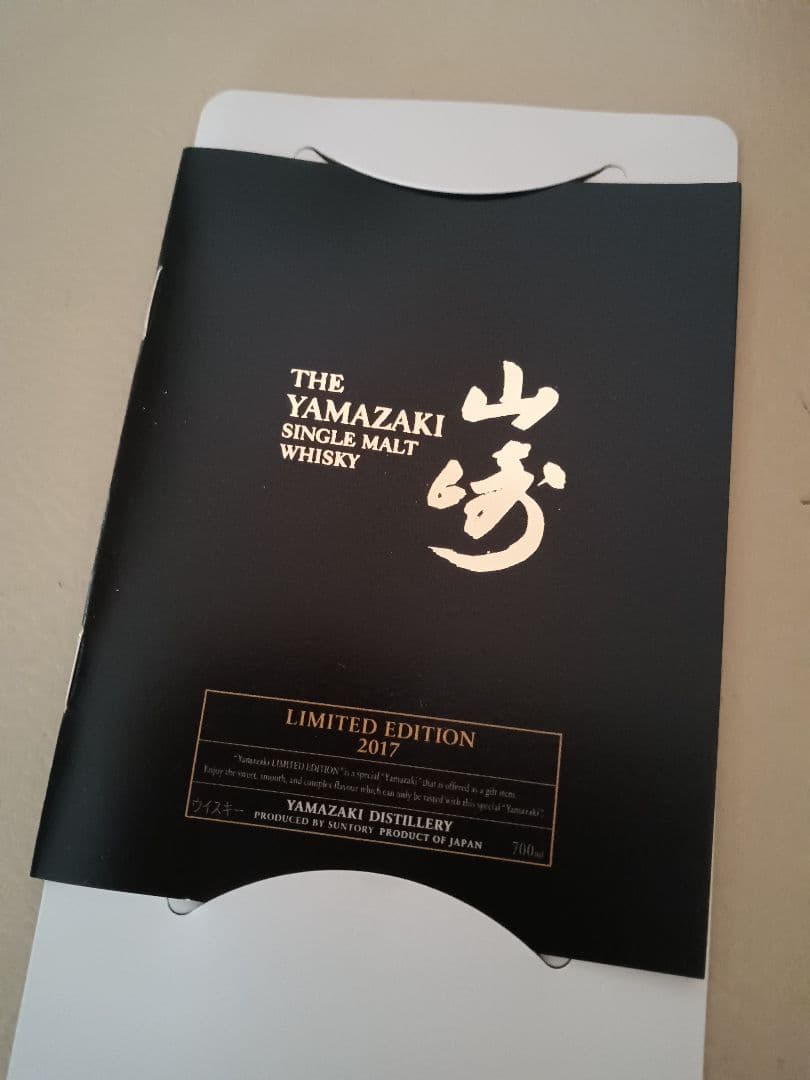 THE
YAMAZAKI
SINGLE MALT
WHISKY
山崎
LIMITED EDITION
2017
"Yamazaki LIMITED EDITION" is a special "Yamazaki" that is offered as a gift item.
Enjoy the sweet, smooth, and complex flavour which can only be tasted with this special "Yamazaki".
ウイスキー
YAMAZAKI DISTILLERY
PRODUCED BY SUNTORY PRODUCT OF JAPAN
700ml